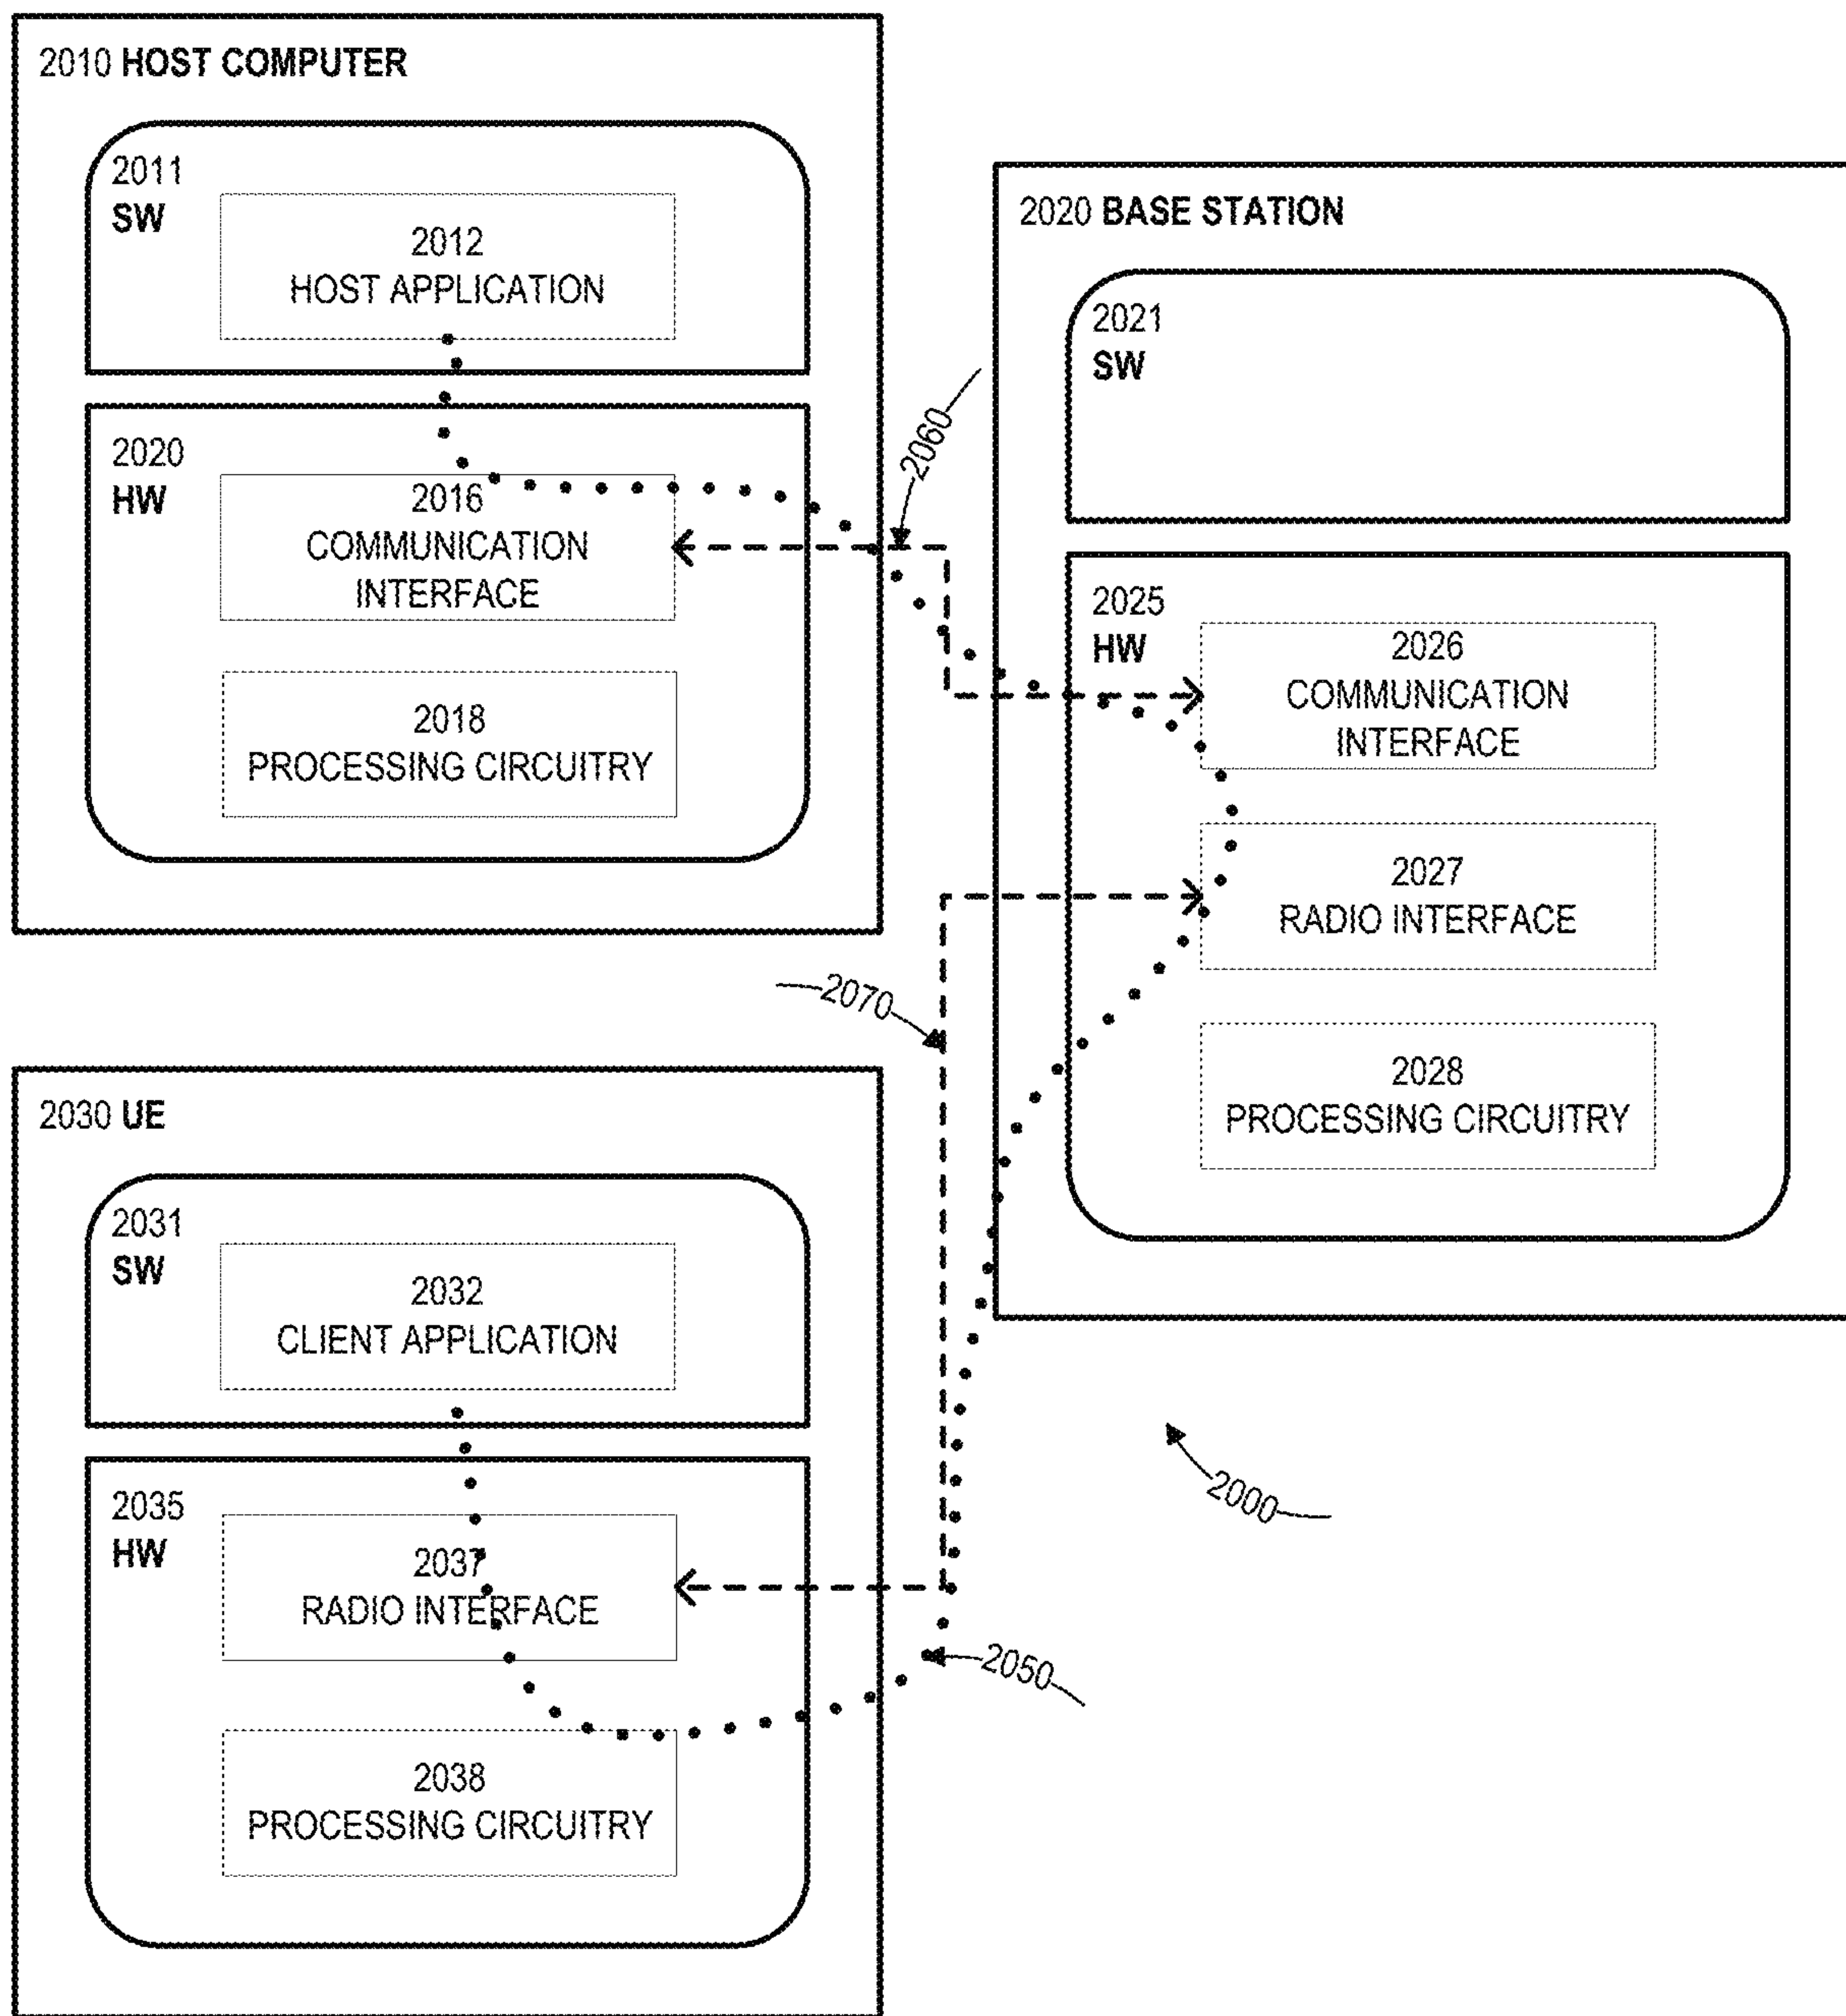 2010 HOST COMPUTER
2011
SW
2012
HOST APPLICATION
2020
HW
2016
COMMUNICATION
INTERFACE
2018
PROCESSING CIRCUITRY
2060
2020 BASE STATION
2021
SW
2025
HW
2026
COMMUNICATION
INTERFACE
2027
RADIO INTERFACE
2028
PROCESSING CIRCUITRY
2070
2030 UE
2031
SW
2032
CLIENT APPLICATION
2035
HW
2037
RADIO INTERFACE
2038
PROCESSING CIRCUITRY
2050
2000